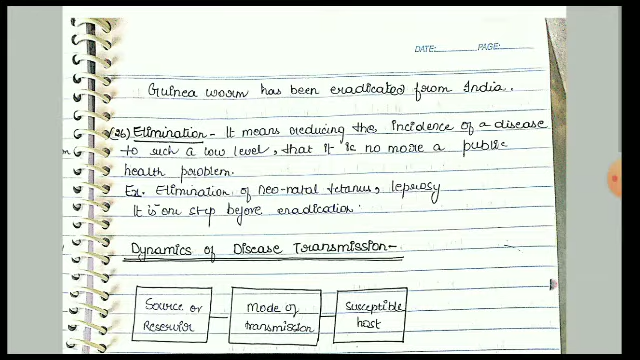 DATE: PAGE:
Guinea worm has been eradicated from India.
(26) Elimination - It means reducing the incidence of a disease
to such a low level, that it is no more a public
health problem.
Ex. Elimination of neo-natal tetanus, leprosy
It is one step before eradication.
Dynamics of Disease Transmission-
Source or Reservoir
Mode of transmission
Susceptible host